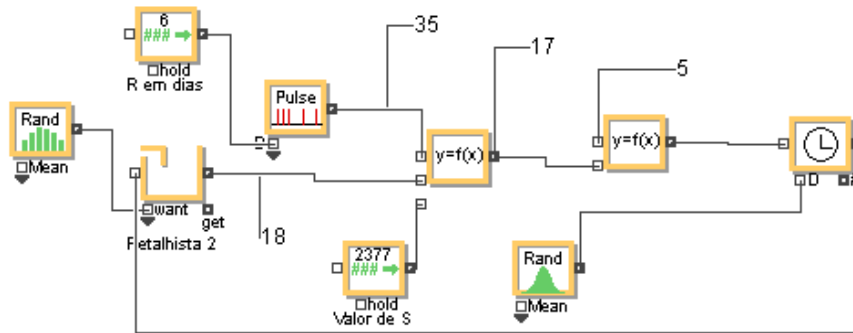 6
###
hold
R em dias
35
17
5
Pulse
Rand
Mean
y=f(x)
y=f(x)
want
get
D
Retalhista 2
18
2377
###
hold
Valor de S
Rand
Mean